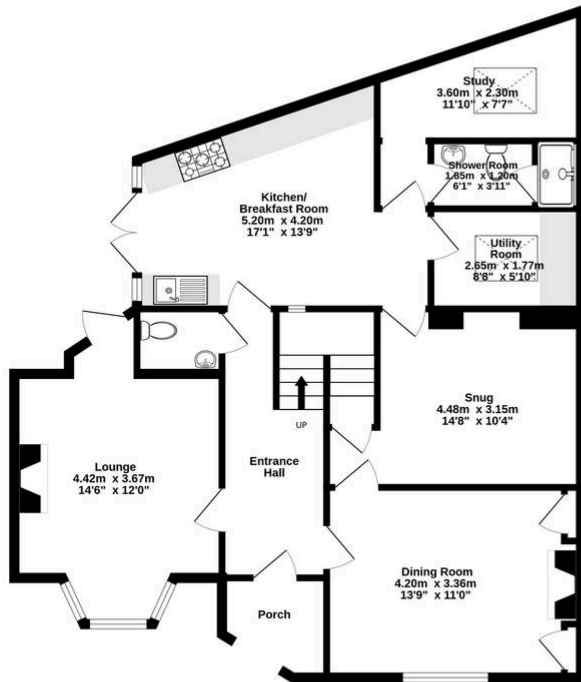 Study
3.60m x 2.30m
11'10" x 7'7"
Shower Room
1.85m x 1.20m
6'1" x 3'11"
Kitchen/
Breakfast Room
5.20m x 4.20m
17'1" x 13'9"
Utility
Room
2.65m x 1.77m
8'8" x 5'10"
Snug
4.48m x 3.15m
14'8" x 10'4"
UP
Lounge
4.42m x 3.67m
14'6" x 12'0"
Entrance
Hall
Dining Room
4.20m x 3.36m
13'9" x 11'0"
Porch